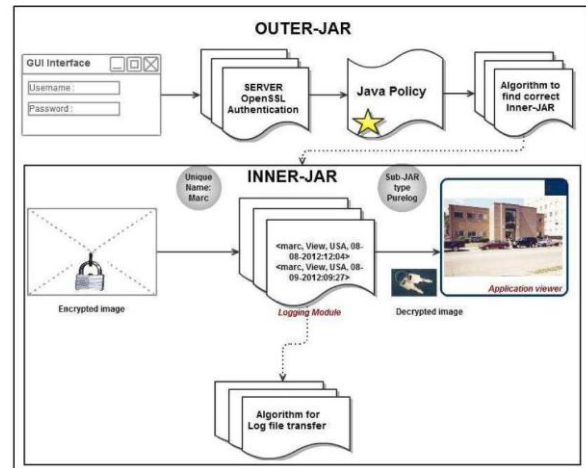 OUTER-JAR
GUI Interface
Username :
Password :
SERVER
OpenSSL
Authentication
Java Policy
Algorithm to
find correct
Inner-JAR
INNER-JAR
Unique
Name:
Marc
Sub-JAR
type
Purelog
<marc, View, USA, 08-
08-2012:12:04>
<marc, View, USA, 08-
09-2012:09:27>
Logging Module
Encrypted image
Decrypted image
Application viewer
Algorithm for
Log file transfer